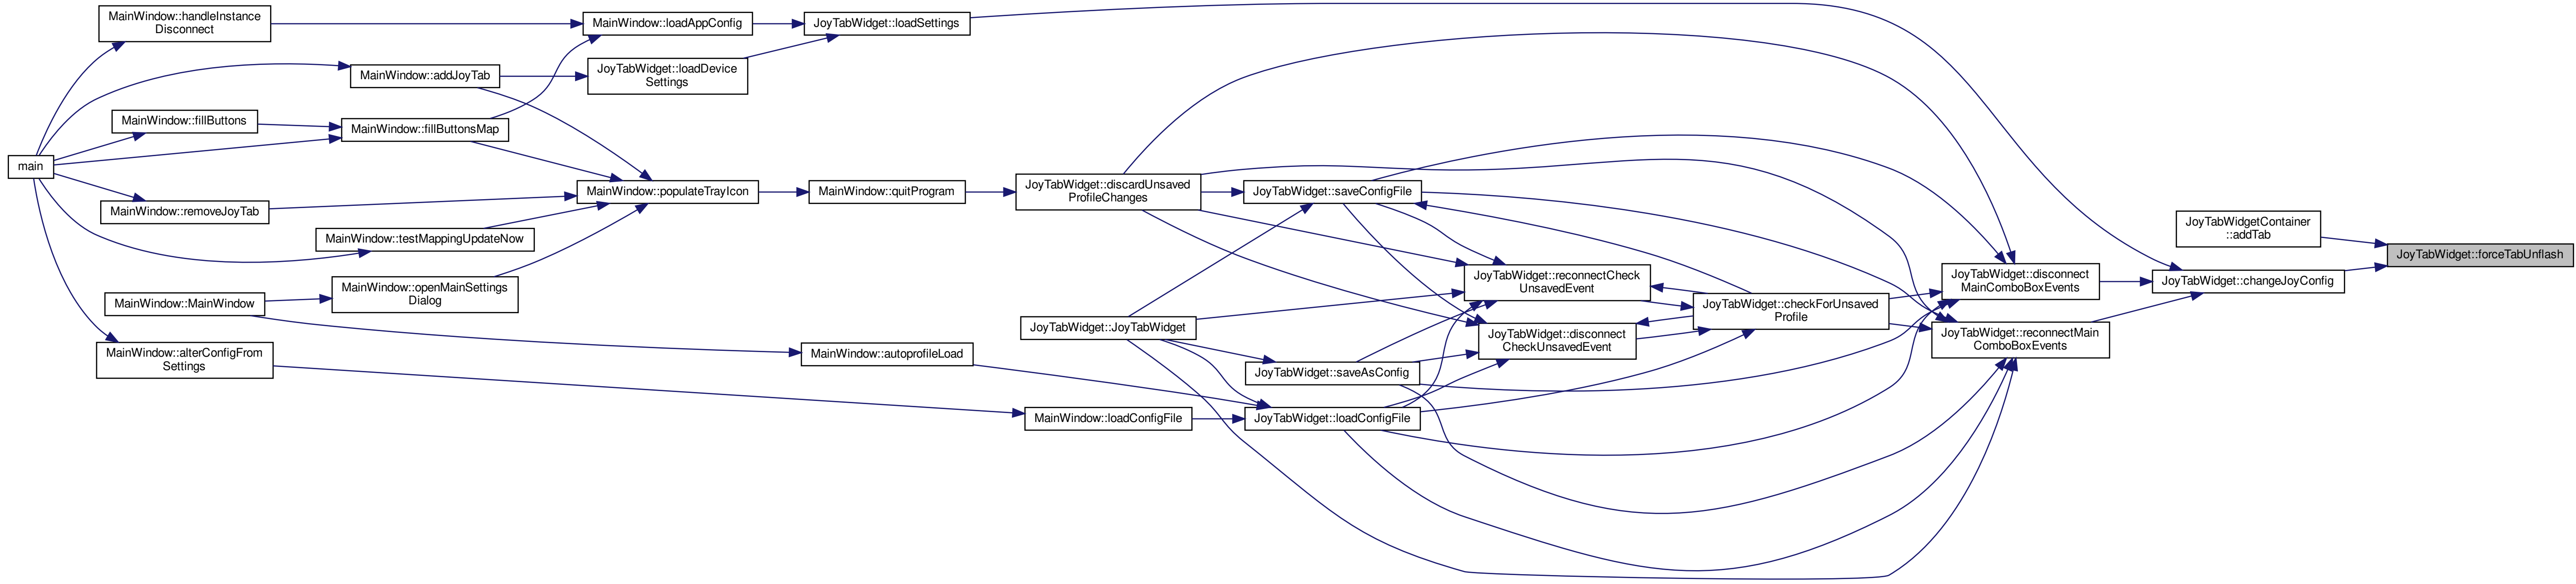 MainWindow::handleInstance
Disconnect
MainWindow::loadAppConfig
JoyTabWidget::loadSettings
MainWindow::addJoyTab
JoyTabWidget::loadDevice
Settings
MainWindow::fillButtons
MainWindow::fillButtonsMap
main
MainWindow::populateTrayIcon
MainWindow::quitProgram
JoyTabWidget::discardUnsaved
ProfileChanges
JoyTabWidget::saveConfigFile
MainWindow::removeJoyTab
MainWindow::testMappingUpdateNow
JoyTabWidgetContainer
::addTab
JoyTabWidget::forceTabUnflash
MainWindow::openMainSettings
Dialog
MainWindow::MainWindow
JoyTabWidget::reconnectCheck
UnsavedEvent
JoyTabWidget::disconnect
MainComboBoxEvents
JoyTabWidget::changeJoyConfig
JoyTabWidget::checkForUnsaved
Profile
JoyTabWidget::JoyTabWidget
JoyTabWidget::disconnect
CheckUnsavedEvent
JoyTabWidget::reconnectMain
ComboBoxEvents
MainWindow::alterConfigFrom
Settings
MainWindow::autoprofileLoad
JoyTabWidget::saveAsConfig
MainWindow::loadConfigFile
JoyTabWidget::loadConfigFile